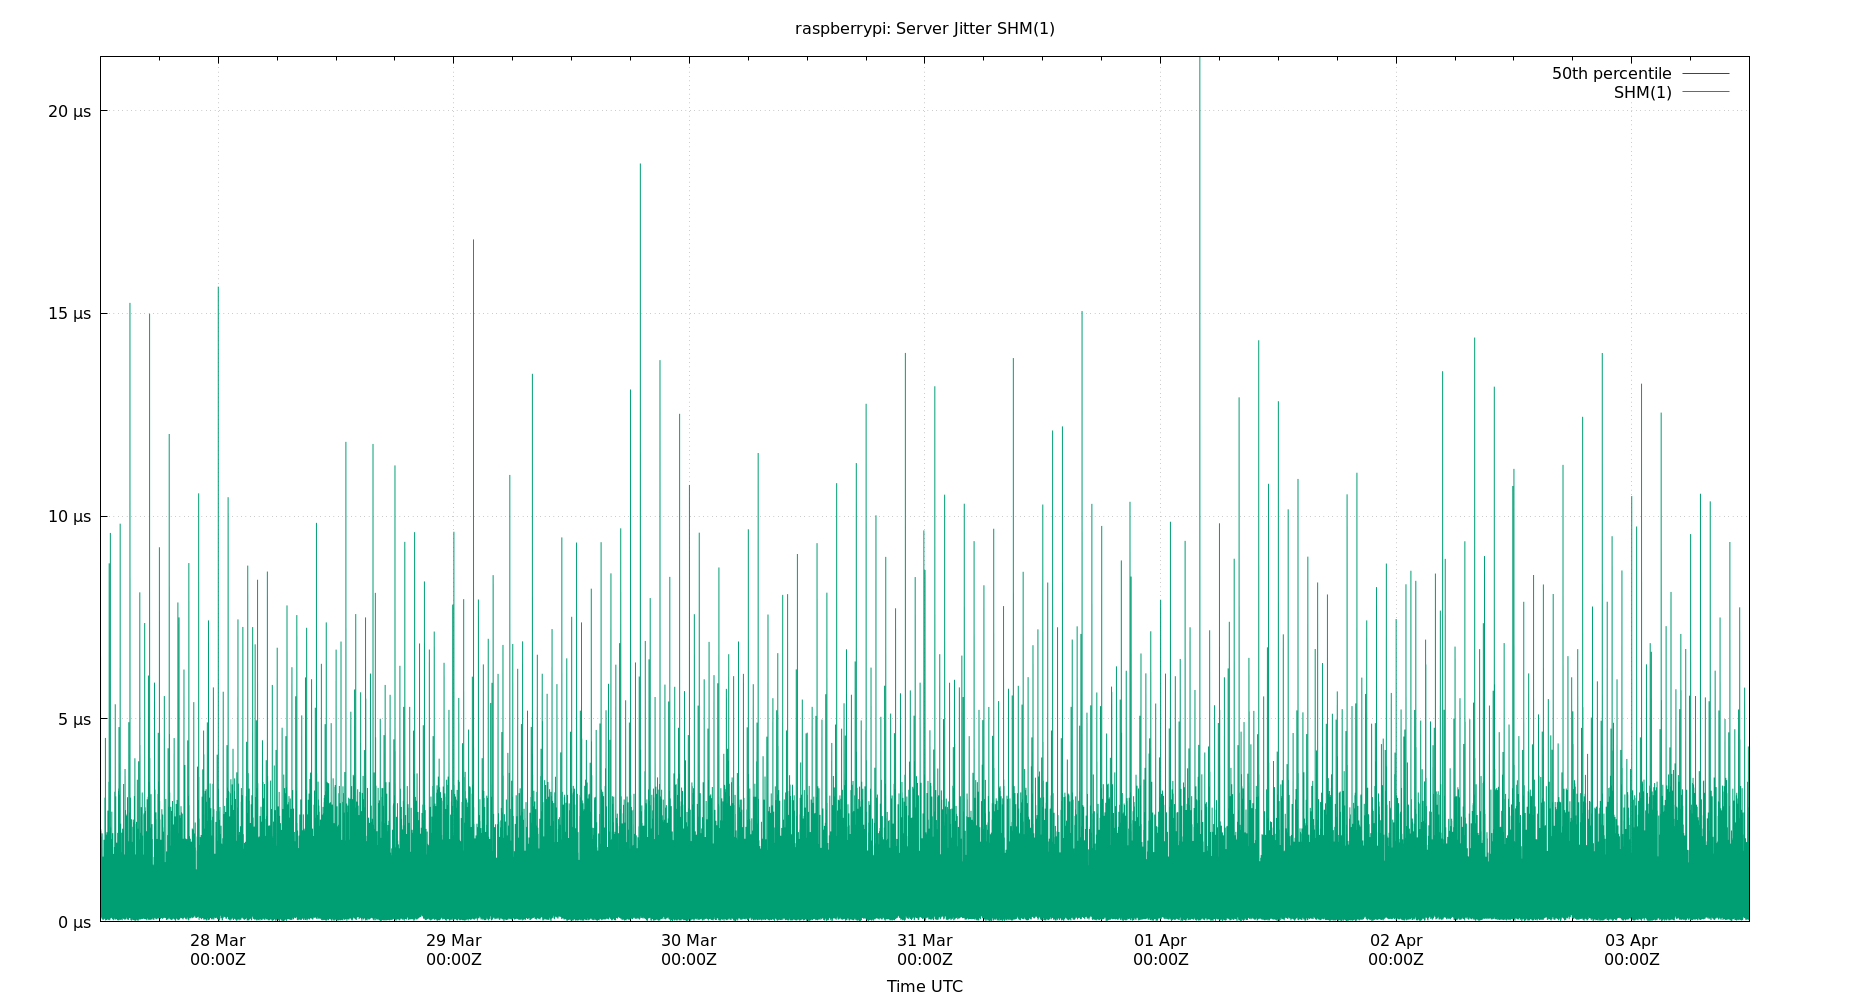 raspberrypi: Server Jitter SHM(1)
50th percentile
SHM(1)
20 µs
15 µs
10 µs
5 µs
0 µs
28 Mar 29 Mar 30 Mar 31 Mar 01 Apr 02 Apr 03 Apr
00:00Z 00:00Z 00:00Z 00:00Z 00:00Z 00:00Z 00:00Z
Time UTC